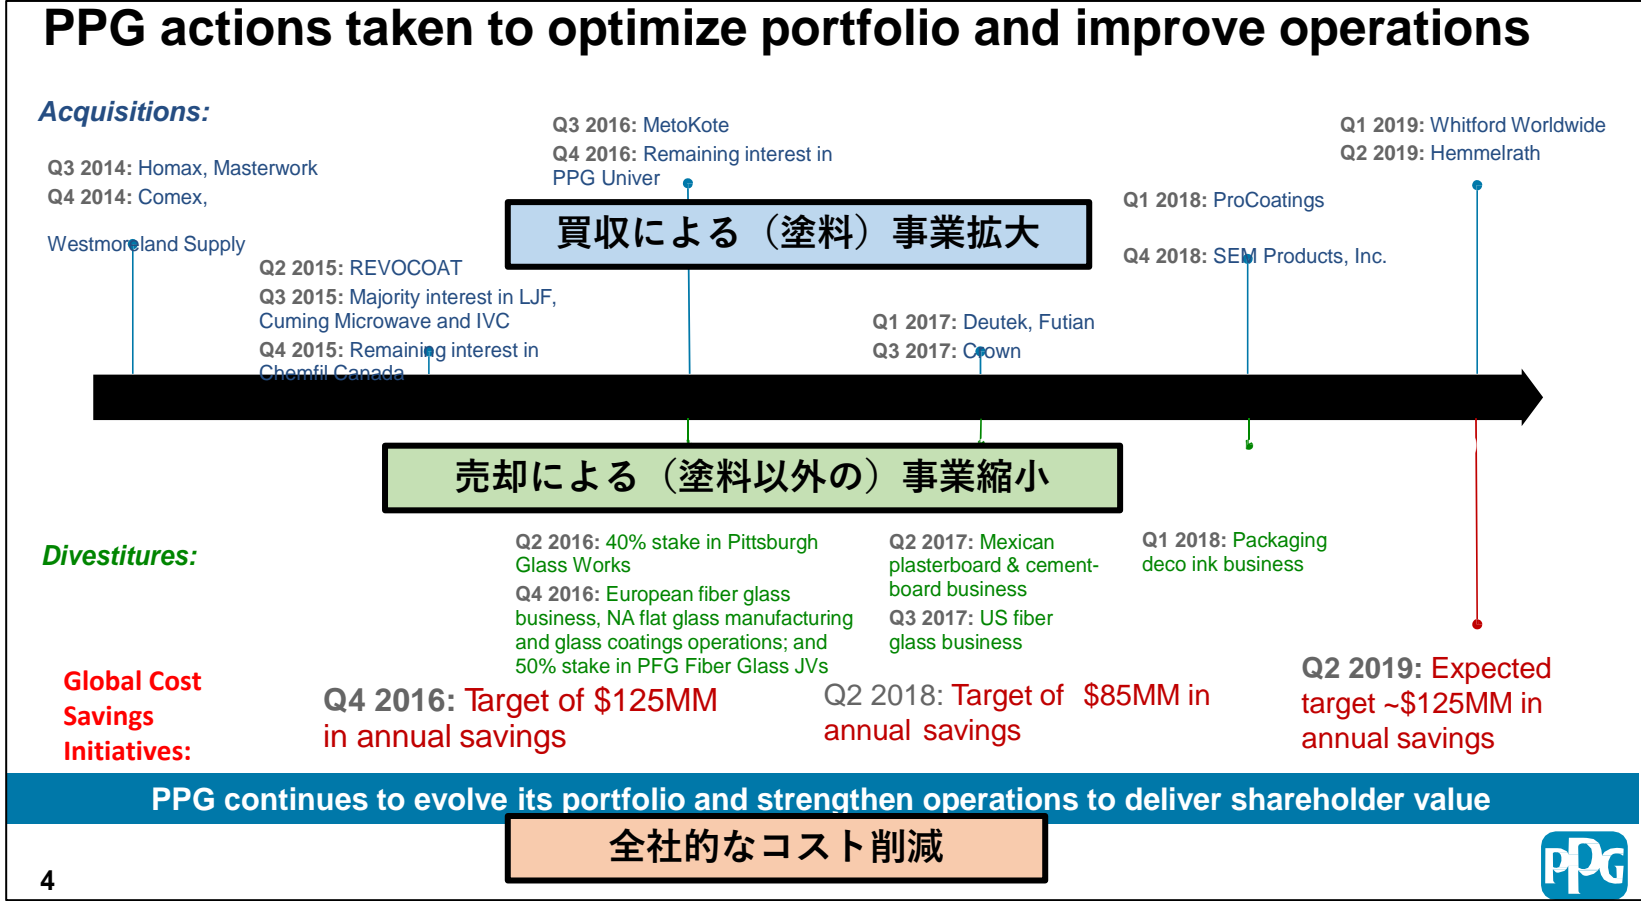 PPG actions taken to optimize portfolio and improve operations
Acquisitions:
Q3 2014: Homax, Masterwork
Q4 2014: Comex,
Westmoreland Supply
Q2 2015: REVOCOAT
Q3 2015: Majority interest in LJF,
Cuming Microwave and IVC
Q4 2015: Remaining interest in
Chemfil Canada
Q3 2016: MetoKote
Q4 2016: Remaining interest in
PPG Univer
買収による（塗料）事業拡大
Q1 2017: Deutek, Futian
Q3 2017: Crown
Q1 2018: ProCoatings
Q4 2018: SEM Products, Inc.
Q1 2019: Whitford Worldwide
Q2 2019: Hemmelrath
売却による（塗料以外の）事業縮小
Divestitures:
Q2 2016: 40% stake in Pittsburgh
Glass Works
Q4 2016: European fiber glass
business, NA flat glass manufacturing
and glass coatings operations; and
50% stake in PFG Fiber Glass JVs
Q2 2017: Mexican
plasterboard & cement-
board business
Q3 2017: US fiber
glass business
Q1 2018: Packaging
deco ink business
Global Cost
Savings
Initiatives:
Q4 2016: Target of $125MM
in annual savings
Q2 2018: Target of $85MM in
annual savings
Q2 2019: Expected
target ~$125MM in
annual savings
PPG continues to evolve its portfolio and strengthen operations to deliver shareholder value
全社的なコスト削減
4
PPG